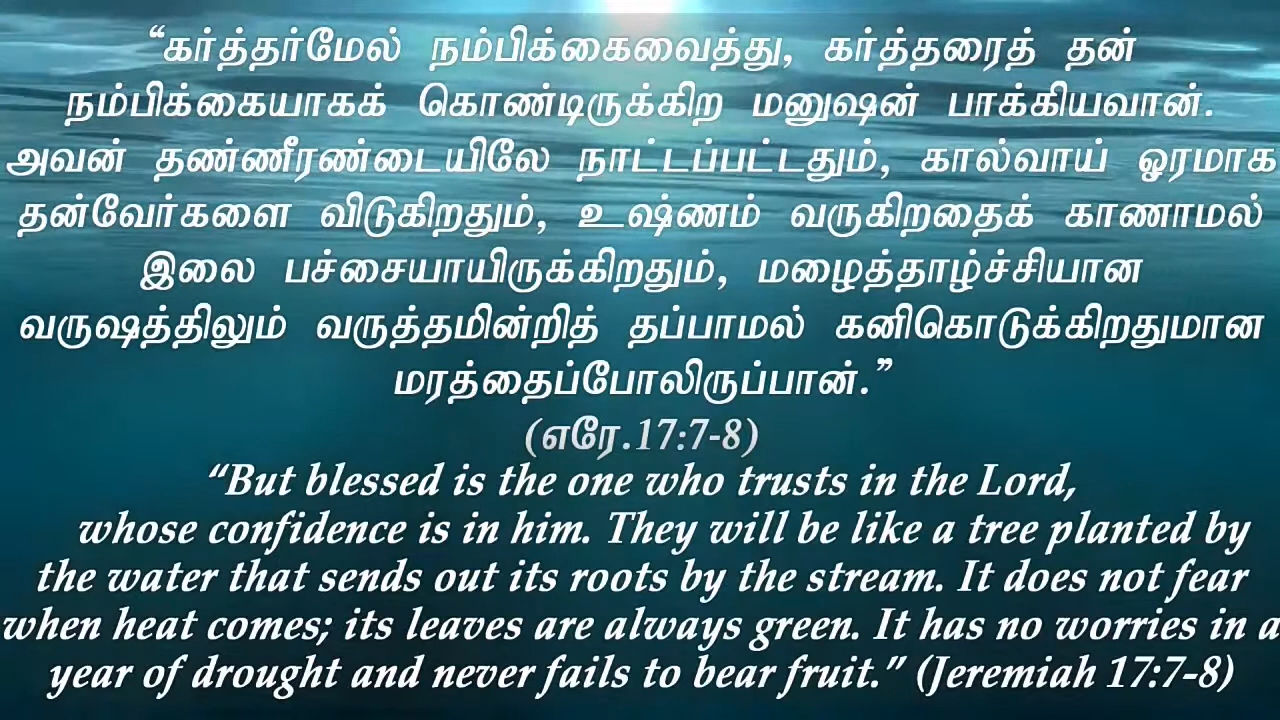 “கர்த்தர்மேல் நம்பிக்கைவைத்து, கர்த்தரைத் தன்
நம்பிக்கையாகக் கொண்டிருக்கிற மனுஷன் பாக்கியவான்.
அவன் தண்ணீரண்டையிலே நாட்டப்பட்டதும், கால்வாய் ஓரமாக
தன்வேர்களை விடுகிறதும், உஷ்ணம் வருகிறதைக் காணாமல்
இலை பச்சையாயிருக்கிறதும், மழைத்தாழ்ச்சியான
வருஷத்திலும் வருத்தமின்றித் தப்பாமல் கனிகொடுக்கிறதுமான
மரத்தைப்போலிருப்பான்.”
(எரே.17:7-8)
“But blessed is the one who trusts in the Lord,
whose confidence is in him. They will be like a tree planted by
the water that sends out its roots by the stream. It does not fear
when heat comes; its leaves are always green. It has no worries in a
year of drought and never fails to bear fruit.” (Jeremiah 17:7-8)